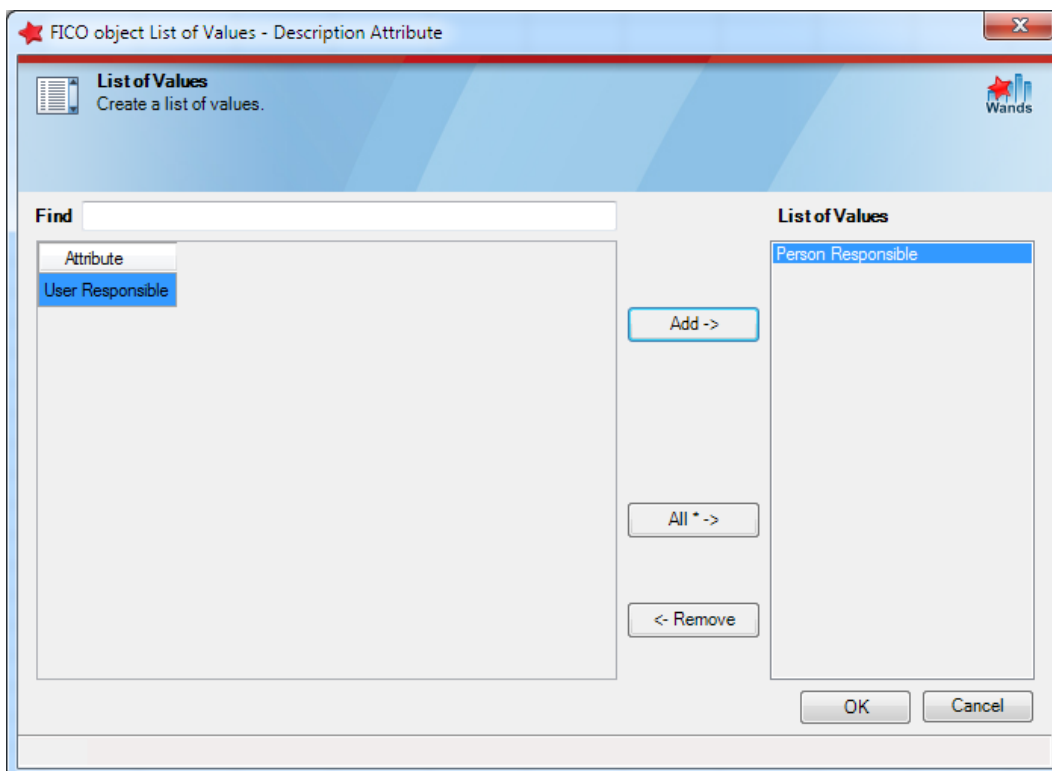 FICO object List of Values - Description Attribute
List of Values
Create a list of values.
Wands
Find
List of Values
Attribute
User Responsible
Person Responsible
Add ->
All * ->
<- Remove
OK
Cancel